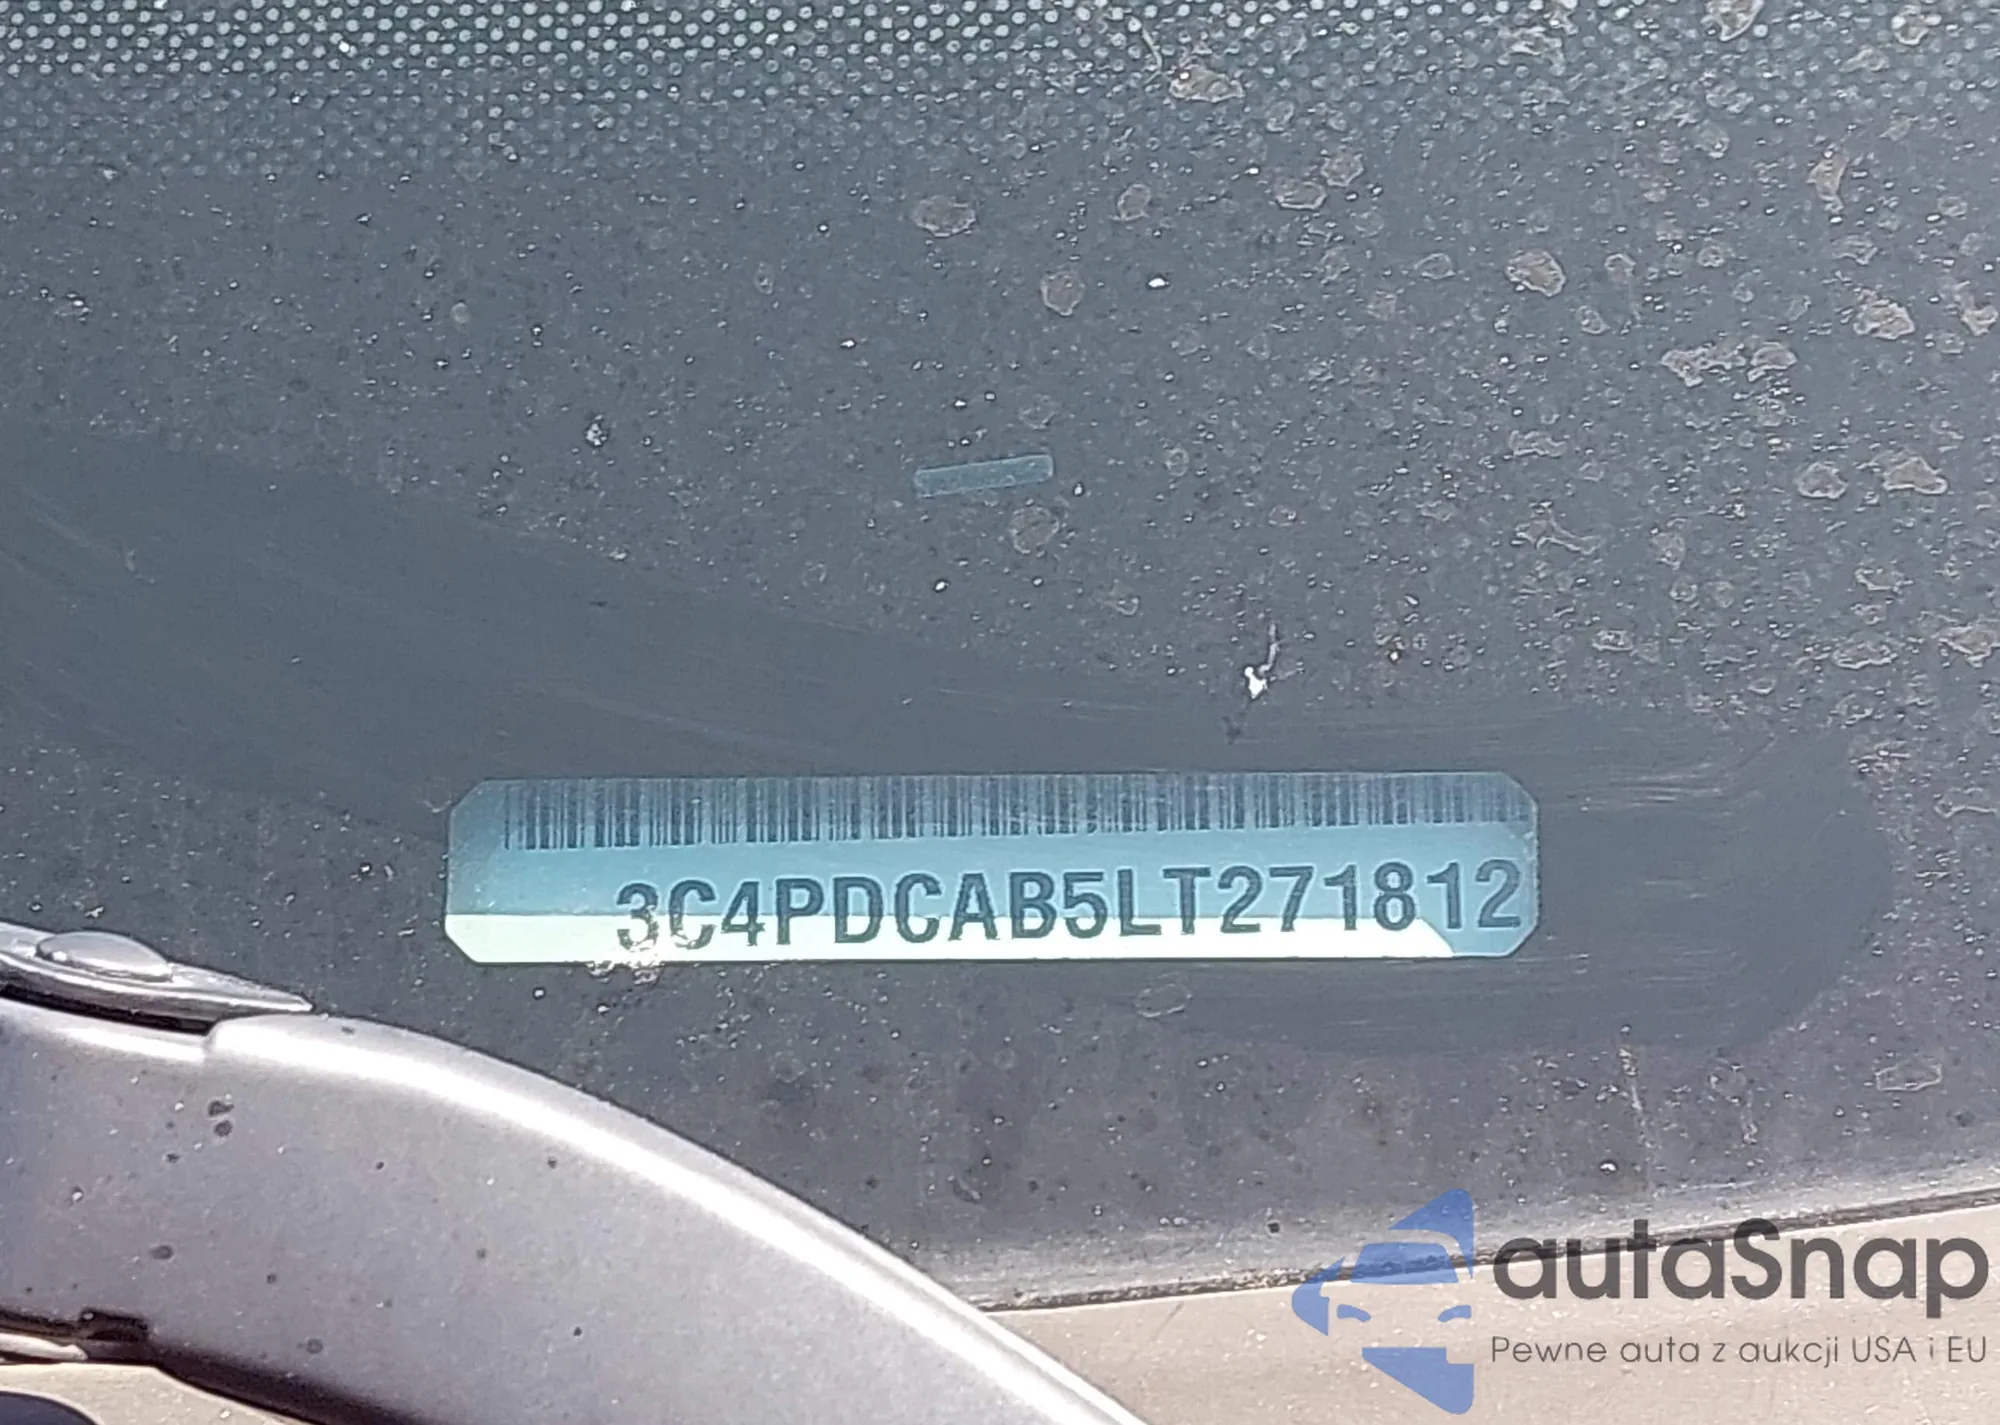 3C4PDCAB5LT271812
autaSnap
Pewne auta z aukcji USA i EU